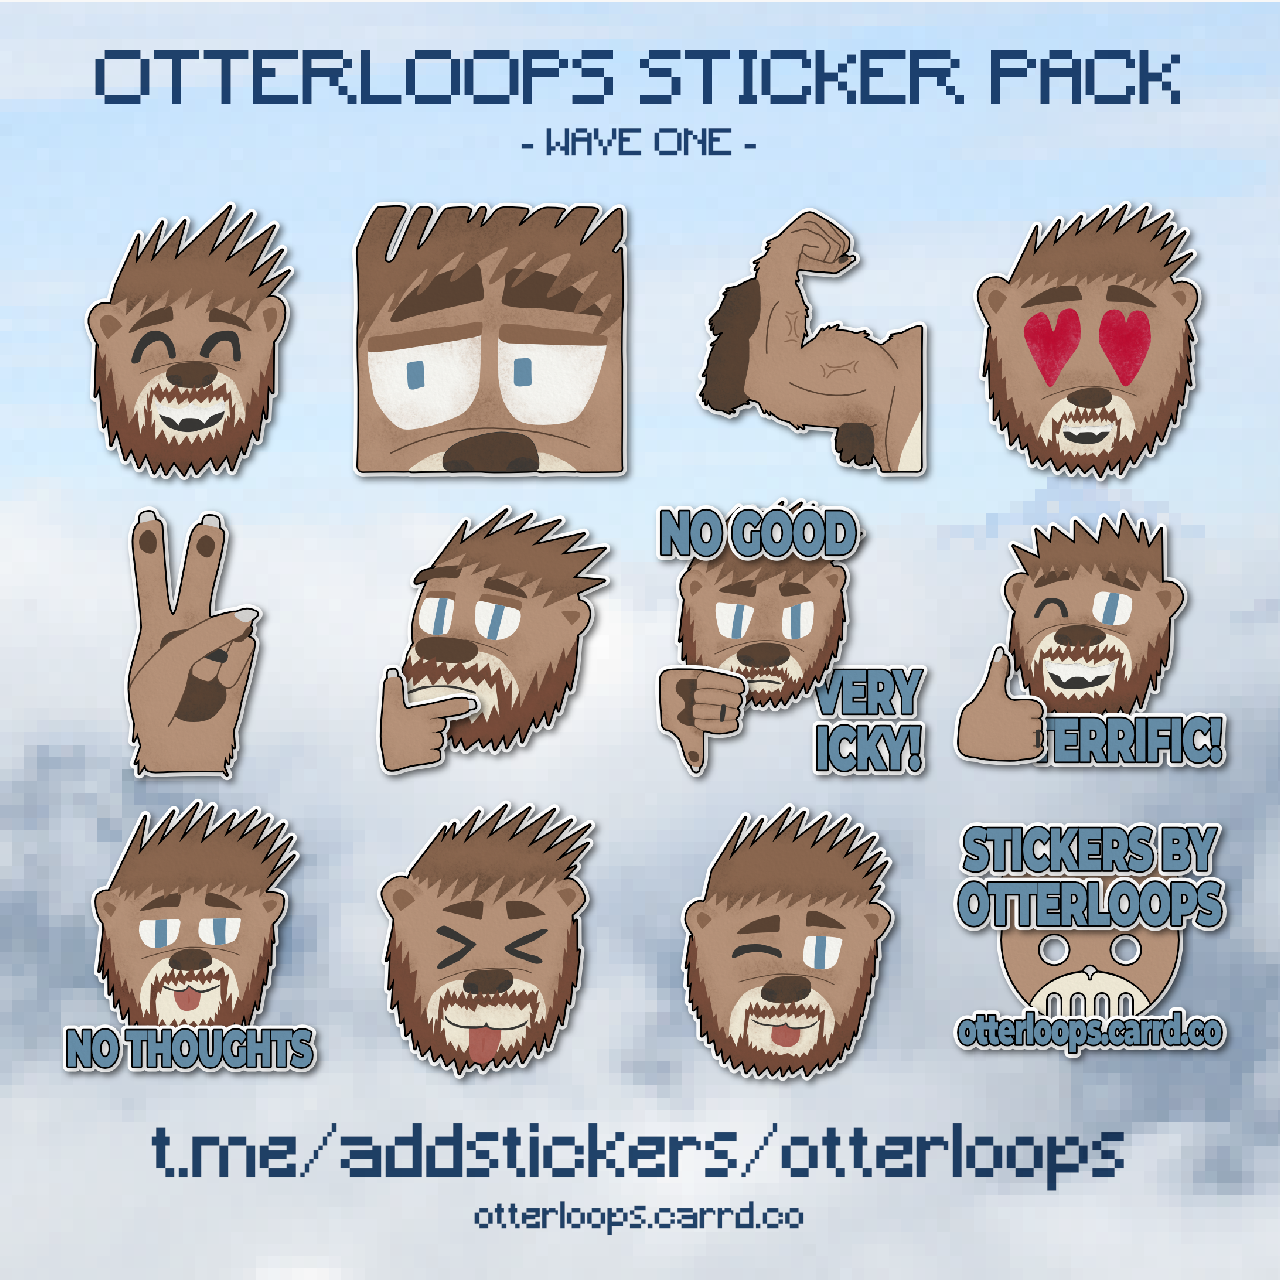 OTTERLOOPS STICKER PACK
- WAVE ONE -
NO GOOD
VERY
ICKY!
TERRIFIC!
NO THOUGHTS
STICKERS BY
OTTERLOOPS
otterloops.carrd.co
t.me/addstickers/otterloops
otterloops.carrd.co